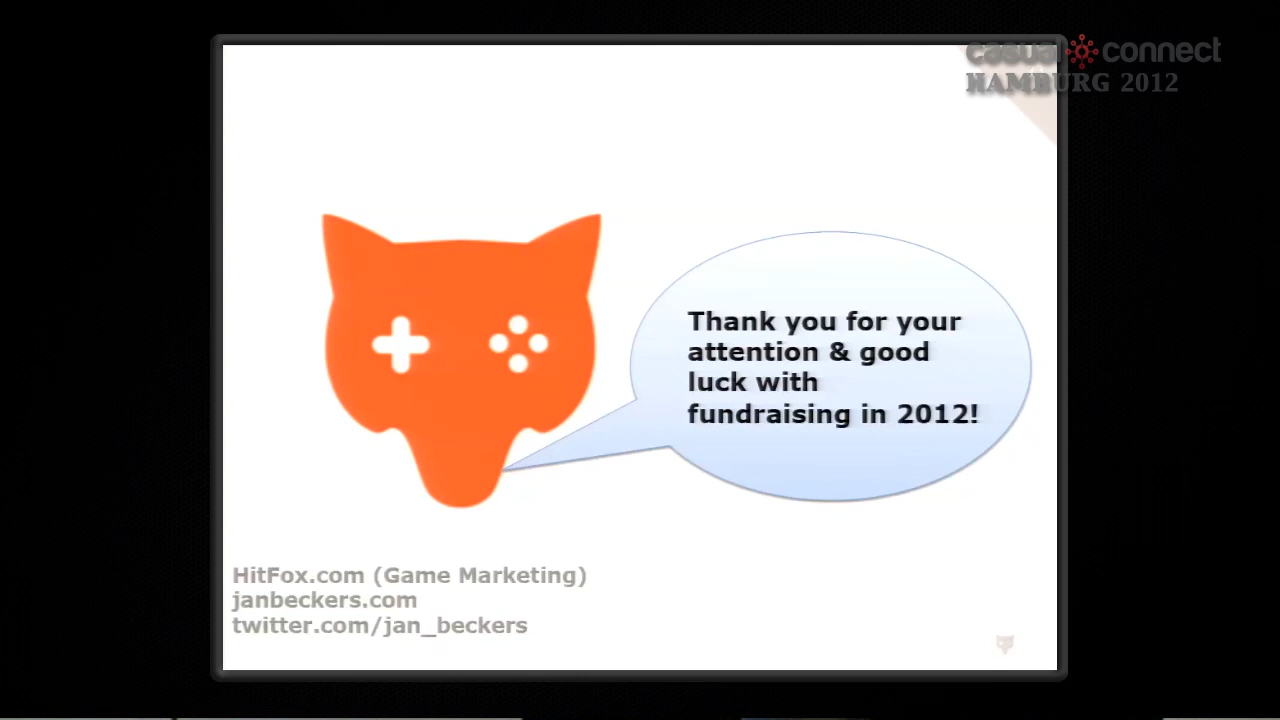 casual connect
HAMBURG 2012
Thank you for your
attention & good
luck with
fundraising in 2012!
HitFox.com (Game Marketing)
janbeckers.com
twitter.com/jan_beckers